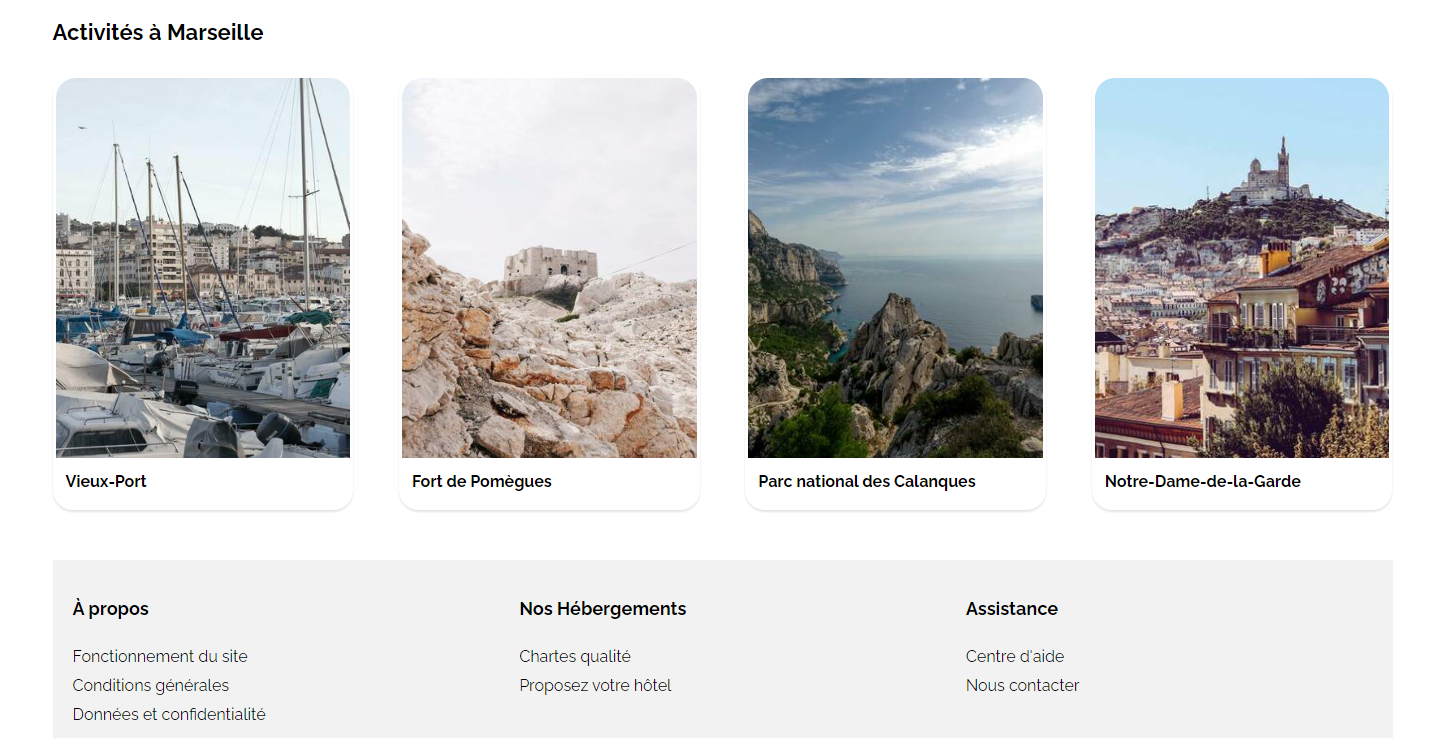 Activités à Marseille
Vieux-Port
Fort de Pomègues
Parc national des Calanques
Notre-Dame-de-la-Garde
À propos
Fonctionnement du site
Conditions générales
Données et confidentialité
Nos Hébergements
Chartes qualité
Proposez votre hôtel
Assistance
Centre d'aide
Nous contacter